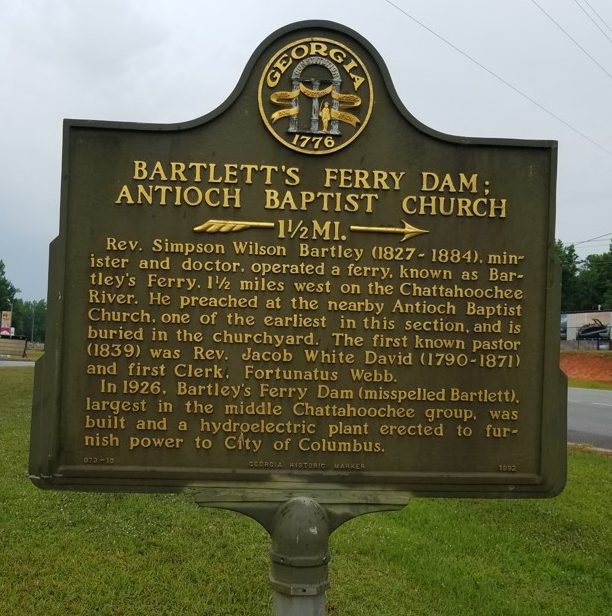 GEORGIA
1776
BARTLETT'S FERRY DAM;
ANTIOCH BAPTIST CHURCH
1½ MI.
Rev. Simpson Wilson Bartley (1827-1884), min-
ister and doctor, operated a ferry, known as Bar-
tley's Ferry, 1½ miles west on the Chattahoochee
River. He preached at the nearby Antioch Baptist
Church, one of the earliest in this section, and is
buried in the churchyard. The first known pastor
(1839) was Rev. Jacob White David (1790-1871)
and first Clerk, Fortunatus Webb.
In 1926, Bartley's Ferry Dam (misspelled Bartlett),
largest in the middle Chattahoochee group, was
built and a hydroelectric plant erected to fur-
nish power to City of Columbus.
072-10 GEORGIA HISTORIC MARKER 1992